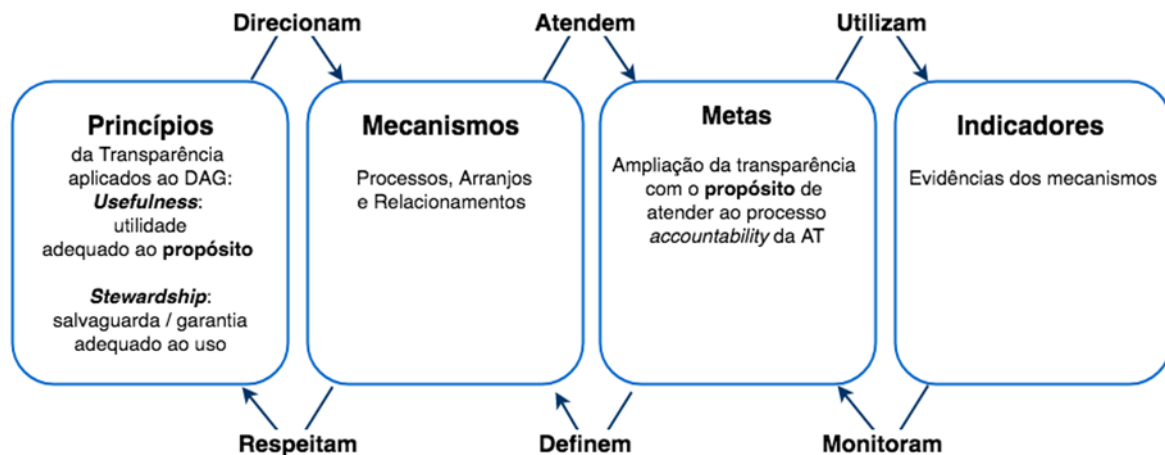 Direcionam
Atendem
Utilizam
Princípios
da Transparência
aplicados ao DAG:
Usefulness:
utilidade
adequado ao propósito
Stewardship:
salvaguarda / garantia
adequado ao uso
Mecanismos
Processos, Arranjos
e Relacionamentos
Metas
Ampliação da transparência
com o propósito de
atender ao processo
accountability da AT
Indicadores
Evidências dos mecanismos
Respeitam
Definem
Monitoram